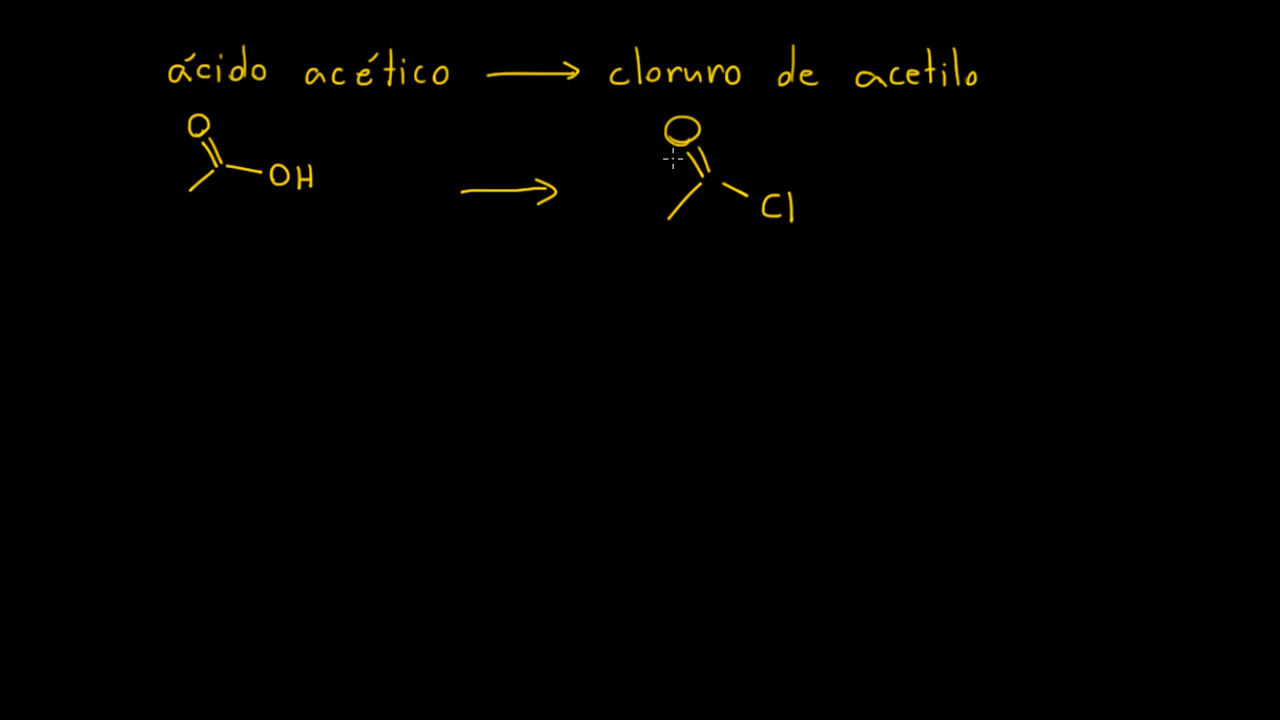 ácido acético → cloruro de acetilo
O O
OH → Cl